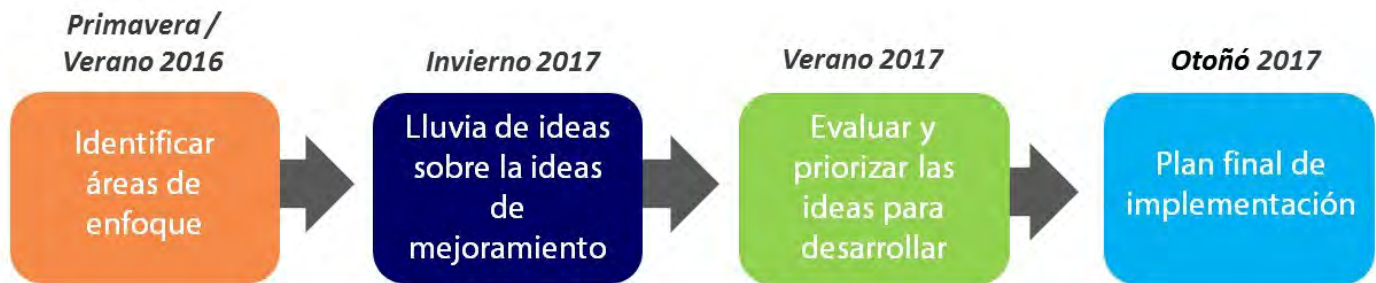 Primavera /
Verano 2016
Identificar
áreas de
enfoque
Invierno 2017
Lluvia de ideas
sobre la ideas
de
mejoramiento
Verano 2017
Evaluar y
priorizar las
ideas para
desarrollar
Otoñó 2017
Plan final de
implementación